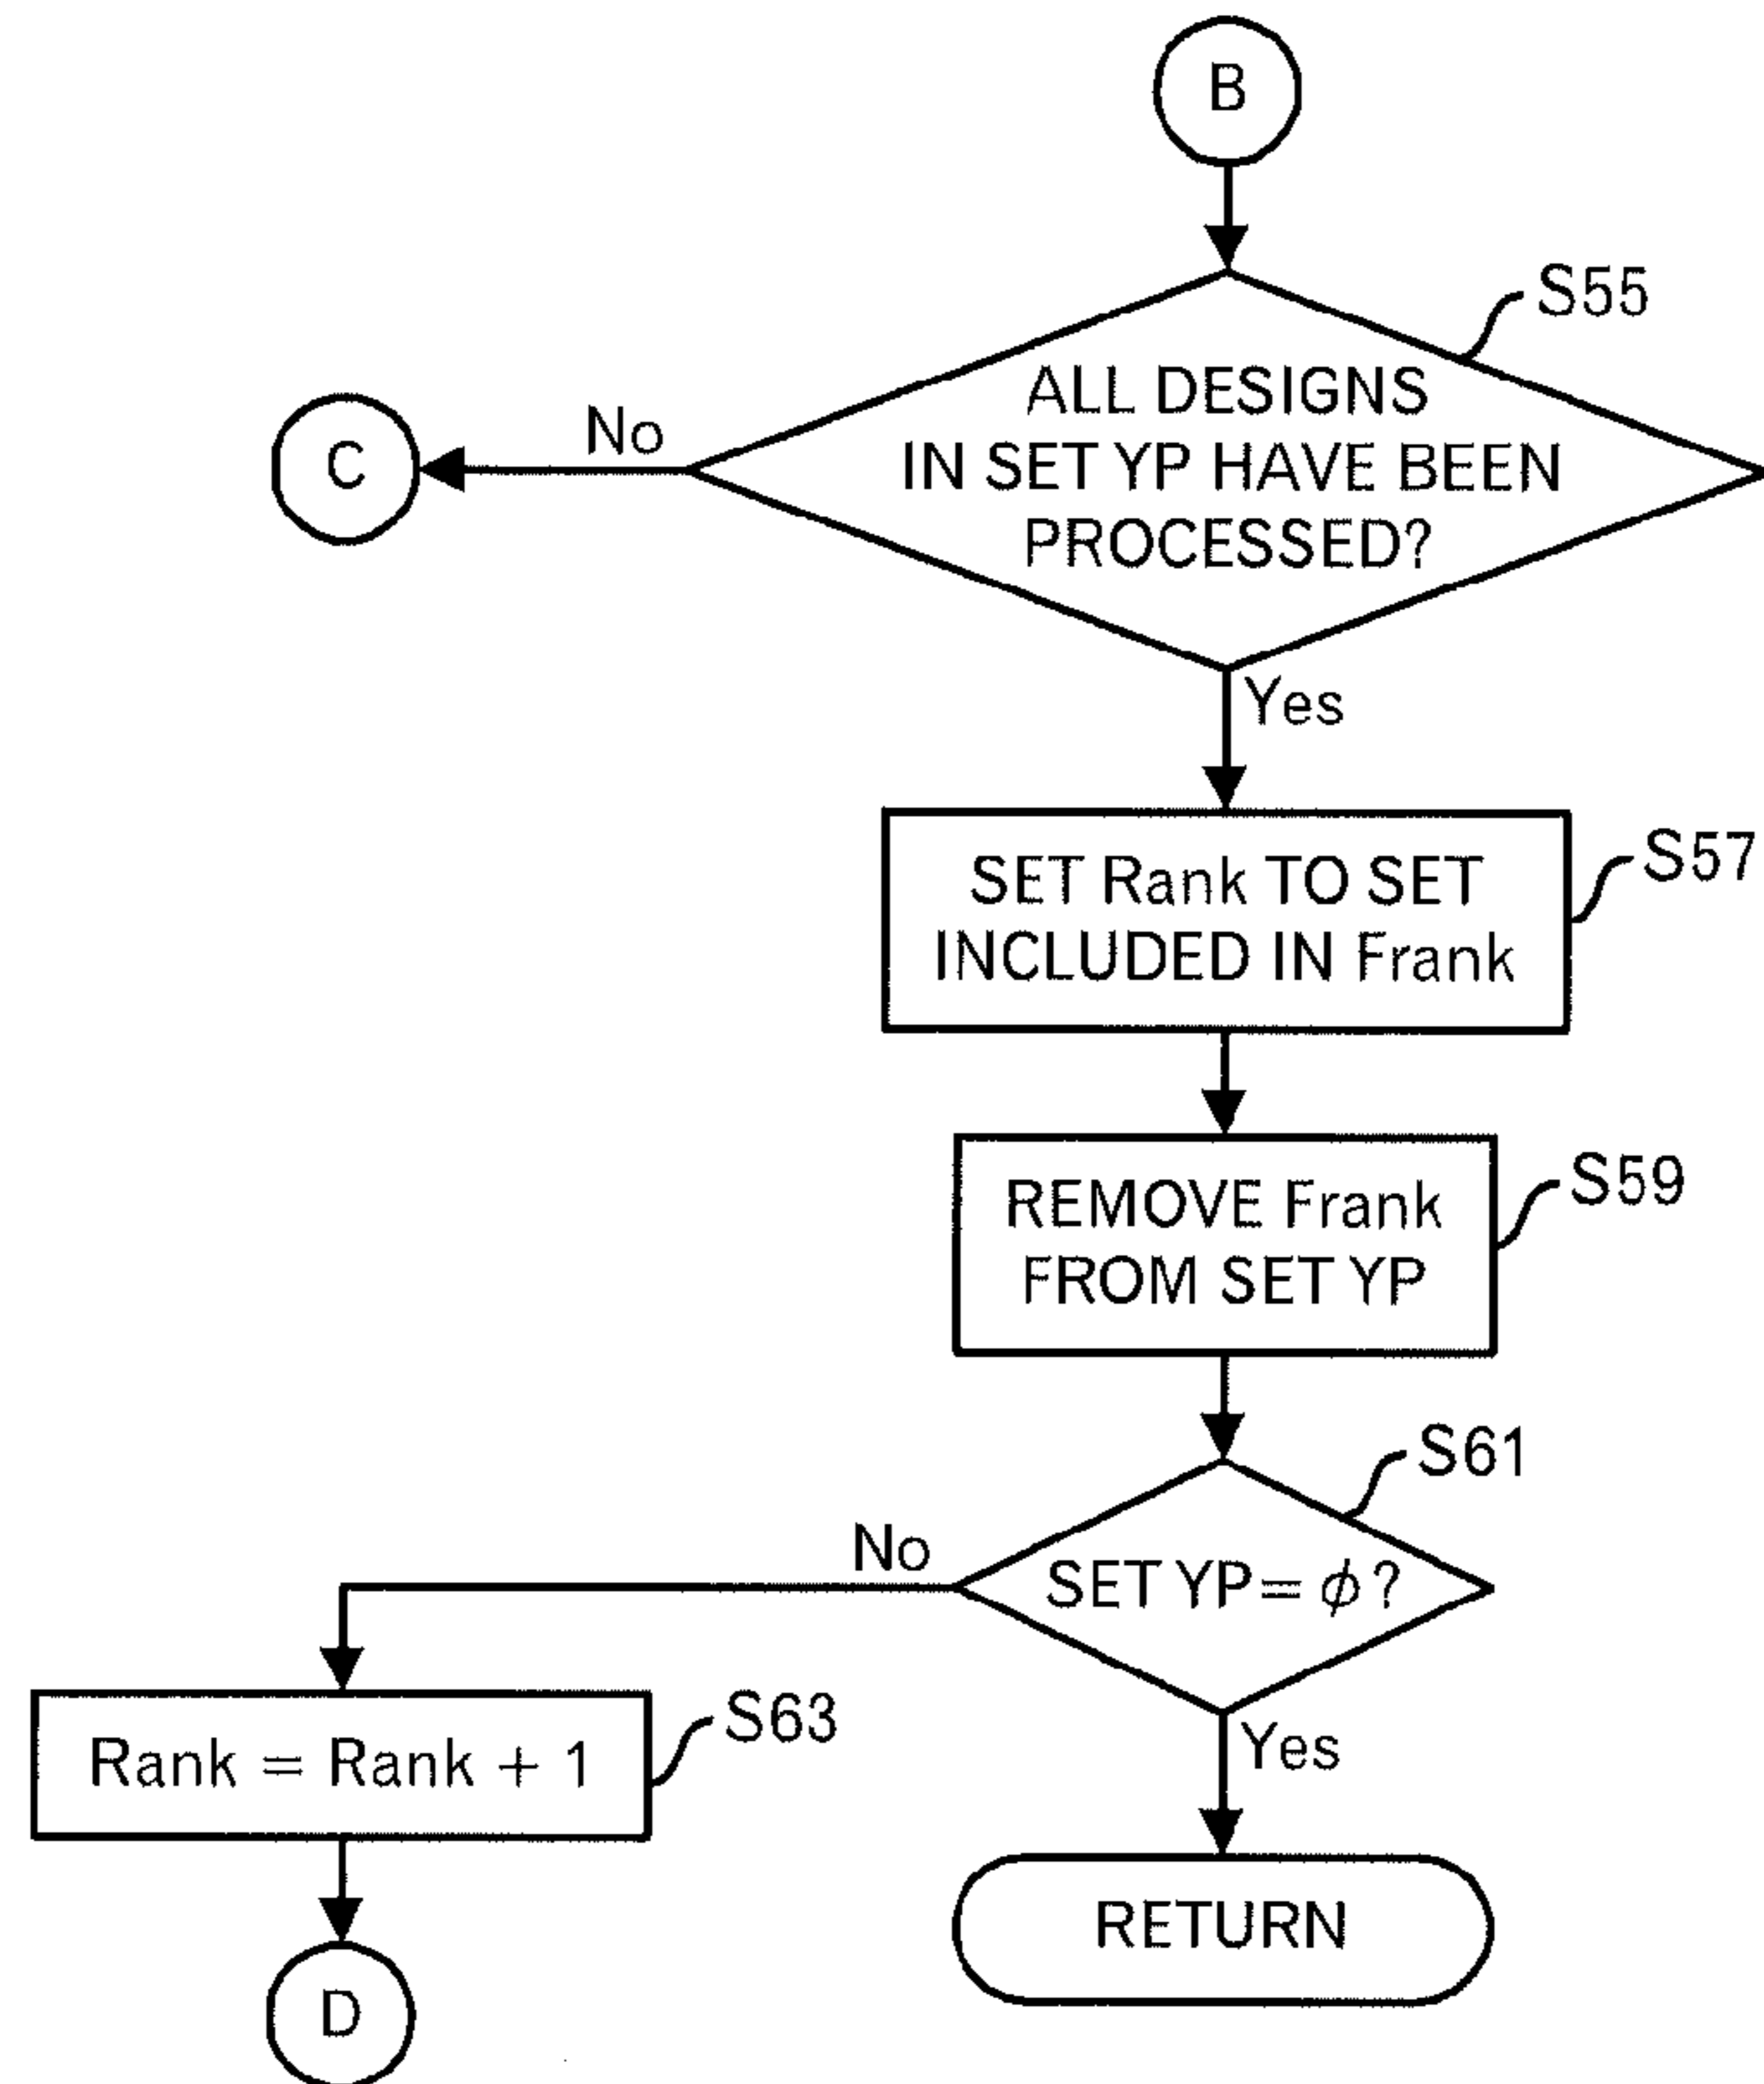 B
S55
ALL DESIGNS
IN SET YP HAVE BEEN
PROCESSED?
No
C
Yes
S57
SET Rank TO SET
INCLUDED IN Frank
S59
REMOVE Frank
FROM SET YP
S61
SET YP = ϕ ?
No
Yes
S63
Rank = Rank + 1
RETURN
D